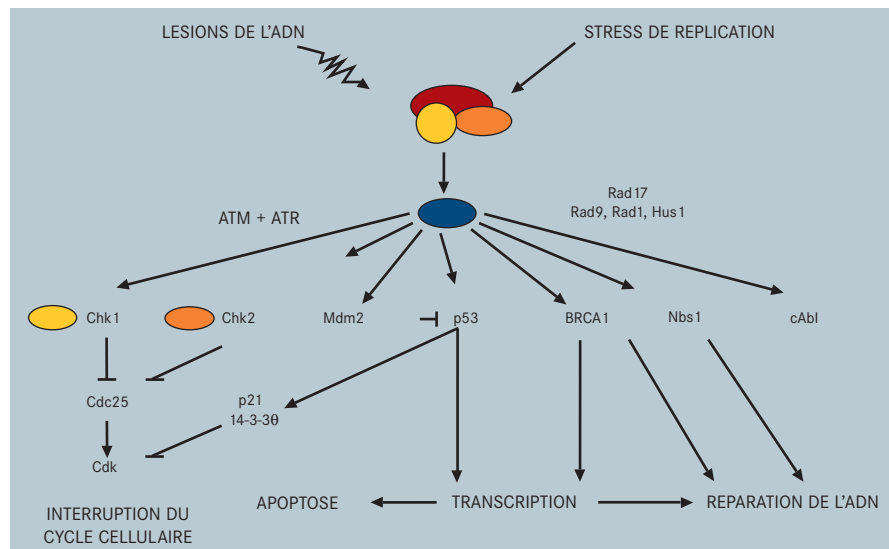 LESIONS DE L'ADN
STRESS DE REPLICATION
ATM + ATR
Rad17
Rad9, Rad1, Hus1
Chk1
Chk2
Mdm2
p53
BRCA1
Nbs1
cAbl
Cdc25
p21
14-3-3θ
Cdk
INTERRUPTION DU
CYCLE CELLULAIRE
APOPTOSE
TRANSCRIPTION
REPARATION DE L'ADN